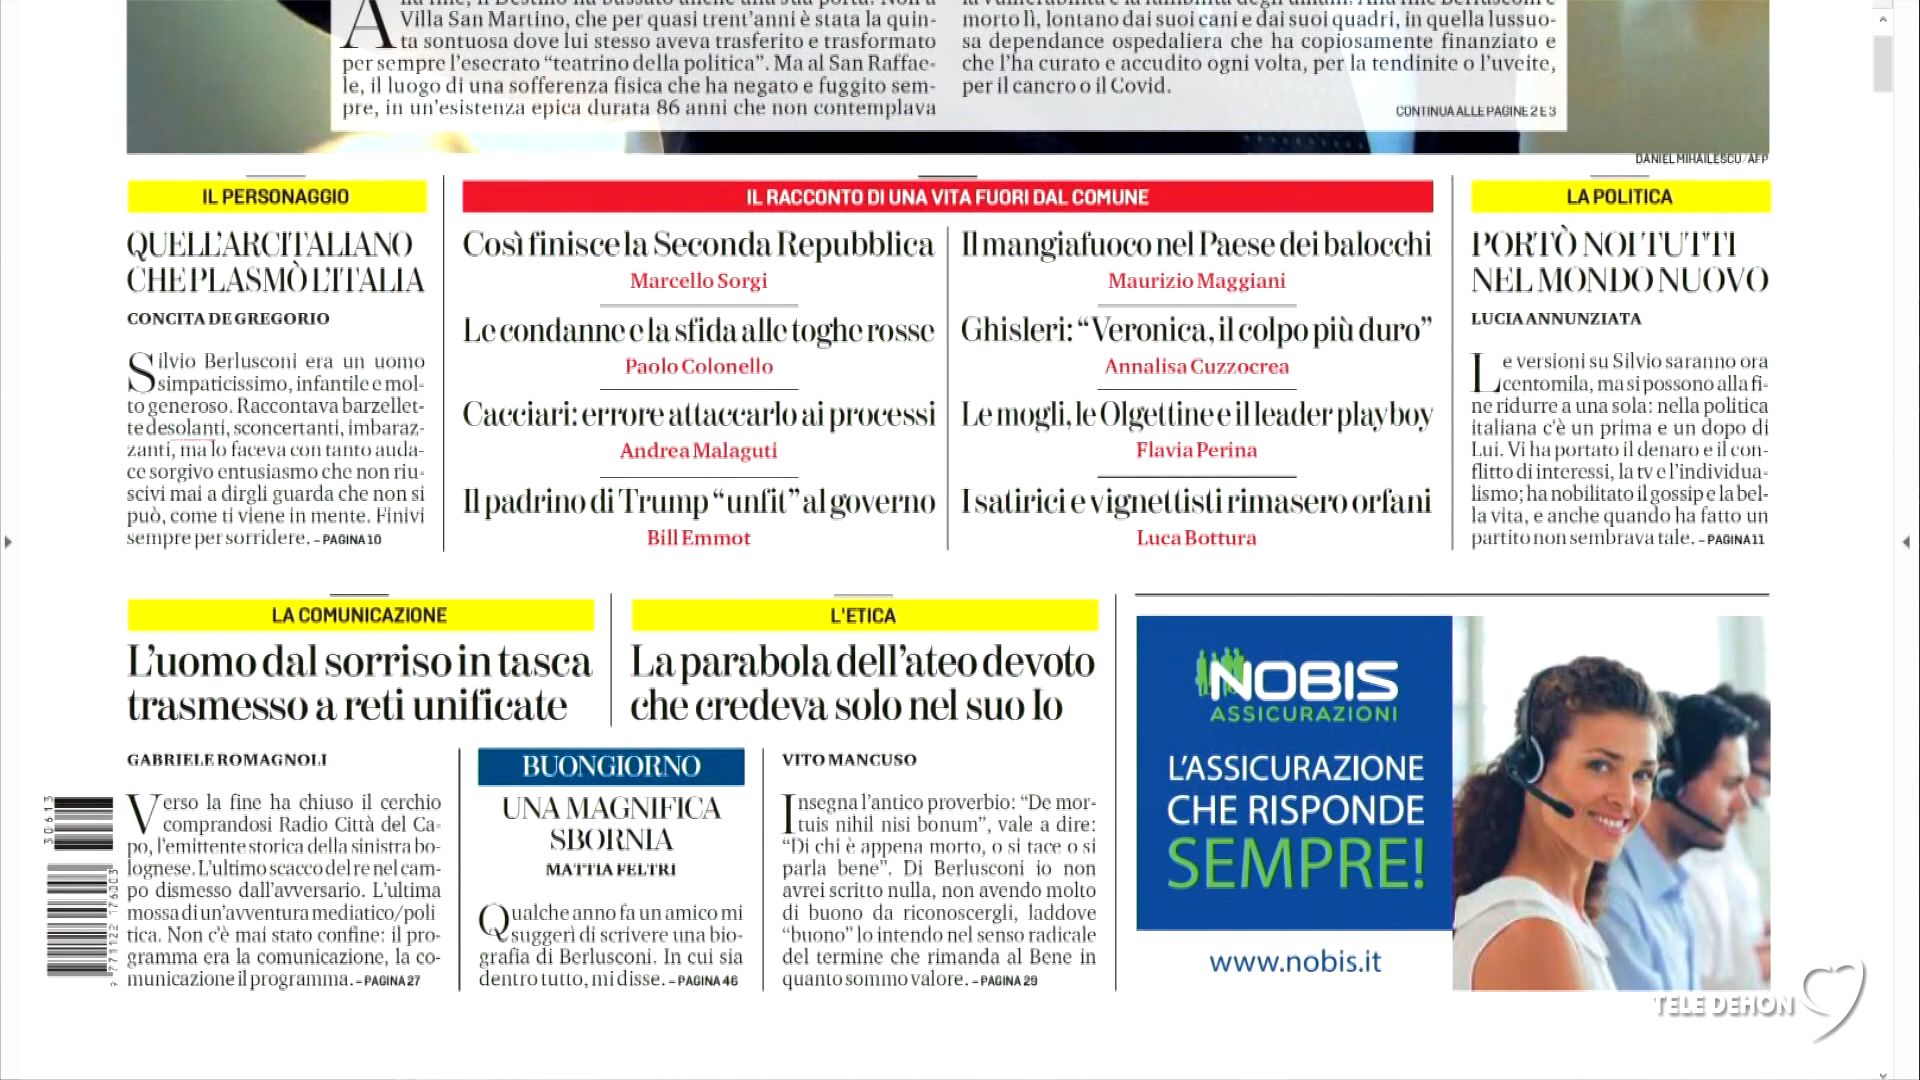 Villa San Martino, che per quasi trent'anni è stata la quin-
ta sontuosa dove lui stesso aveva trasferito e trasformato
per sempre l'esecrato "teatrino della politica". Ma al San Raffae-
le, il luogo di una sofferenza fisica che ha negato e fuggito sem-
pre, in un'esistenza epica durata 86 anni che non contemplava
morto lì, lontano dai suoi cani e dai suoi quadri, in quella lussuo-
sa dependance ospedaliera che ha copiosamente finanziato e
che l'ha curato e accudito ogni volta, per la tendinite o l'uveite,
per il cancro o il Covid.
CONTINUA ALLE PAGINE 2 E 3
DANIEL MIHAILESCU/AFP
IL PERSONAGGIO
QUELL'ARCITALIANO
CHE PLASMÒ L'ITALIA
CONCITA DE GREGORIO
Silvio Berlusconi era un uomo
simpaticissimo, infantile e mol-
to generoso. Raccontava barzellet-
te desolanti, sconcertanti, imbaraz-
zanti, ma lo faceva con tanto auda-
ce sorgivo entusiasmo che non riu-
scivi mai a dirgli guarda che non si
può, come ti viene in mente. Finivi
sempre per sorridere. – PAGINA 10
IL RACCONTO DI UNA VITA FUORI DAL COMUNE
Così finisce la Seconda Repubblica
Marcello Sorgi
Le condanne e la sfida alle toghe rosse
Paolo Colonello
Cacciari: errore attaccarlo ai processi
Andrea Malaguti
Il padrino di Trump "unfit" al governo
Bill Emmot
Il mangiafuoco nel Paese dei balocchi
Maurizio Maggiani
Ghisleri: "Veronica, il colpo più duro"
Annalisa Cuzzocrea
Le mogli, le Olgettine e il leader playboy
Flavia Perina
I satirici e vignettisti rimasero orfani
Luca Bottura
LA POLITICA
PORTÒ NOI TUTTI
NEL MONDO NUOVO
LUCIA ANNUNZIATA
Le versioni su Silvio saranno ora
centomila, ma si possono alla fi-
ne ridurre a una sola: nella politica
italiana c'è un prima e un dopo di
Lui. Vi ha portato il denaro e il con-
flitto di interessi, la tv e l'individua-
lismo; ha nobilitato il gossip e la bel-
la vita, e anche quando ha fatto un
partito non sembrava tale. – PAGINA 11
LA COMUNICAZIONE
L'uomo dal sorriso in tasca
trasmesso a reti unificate
GABRIELE ROMAGNOLI
Verso la fine ha chiuso il cerchio
comprandosi Radio Città del Ca-
po, l'emittente storica della sinistra bo-
lognese. L'ultimo scacco del re nel cam-
po dismesso dall'avversario. L'ultima
mossa di un'avventura mediatico/poli
tica. Non c'è mai stato confine: il pro-
gramma era la comunicazione, la co-
municazione il programma. – PAGINA 27
BUONGIORNO
UNA MAGNIFICA
SBORNIA
MATTIA FELTRI
Qualche anno fa un amico mi
suggerì di scrivere una bio-
grafia di Berlusconi. In cui sia
dentro tutto, mi disse. – PAGINA 46
L'ETICA
La parabola dell'ateo devoto
che credeva solo nel suo Io
VITO MANCUSO
Insegna l'antico proverbio: "De mor-
tuis nihil nisi bonum", vale a dire:
"Di chi è appena morto, o si tace o si
parla bene". Di Berlusconi io non
avrei scritto nulla, non avendo molto
di buono da riconoscergli, laddove
"buono" lo intendo nel senso radicale
del termine che rimanda al Bene in
quanto sommo valore. – PAGINA 29
NOBIS
ASSICURAZIONI
L'ASSICURAZIONE
CHE RISPONDE
SEMPRE!
www.nobis.it
30613
TELE DEHON